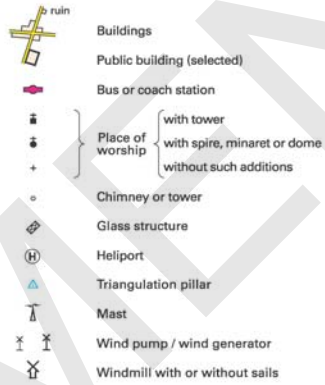 ruin
Buildings
Public building (selected)
Bus or coach station
with tower
Place of worship
with spire, minaret or dome
without such additions
Chimney or tower
Glass structure
H
Heliport
Triangulation pillar
Mast
Wind pump / wind generator
Windmill with or without sails